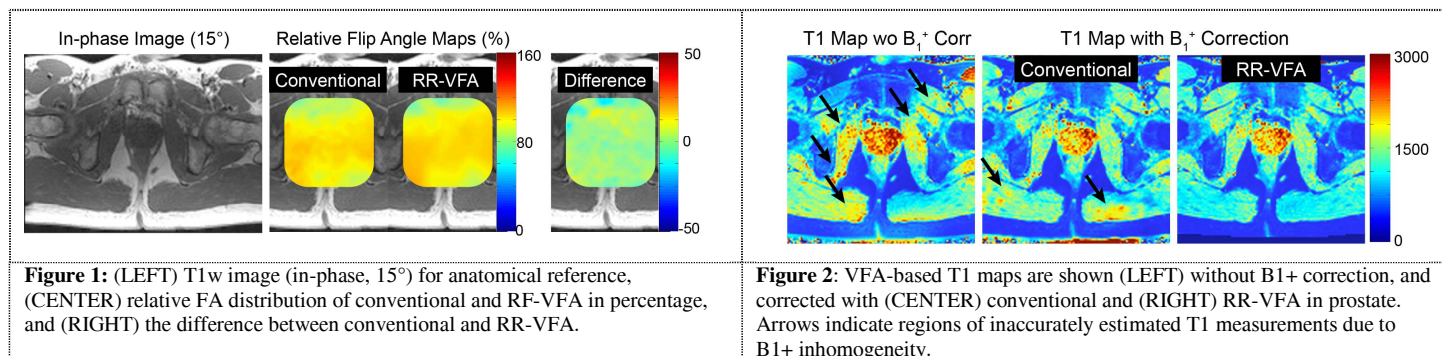 In-phase Image (15°)
Relative Flip Angle Maps (%)
Conventional
RR-VFA
160
80
0
Difference
50
0
−50
Figure 1: (LEFT) T1w image (in-phase, 15°) for anatomical reference,
(CENTER) relative FA distribution of conventional and RF-VFA in percentage,
and (RIGHT) the difference between conventional and RR-VFA.
T1 Map wo B₁⁺ Corr
T1 Map with B₁⁺ Correction
Conventional
RR-VFA
3000
1500
0
Figure 2: VFA-based T1 maps are shown (LEFT) without B1+ correction, and
corrected with (CENTER) conventional and (RIGHT) RR-VFA in prostate.
Arrows indicate regions of inaccurately estimated T1 measurements due to
B1+ inhomogeneity.